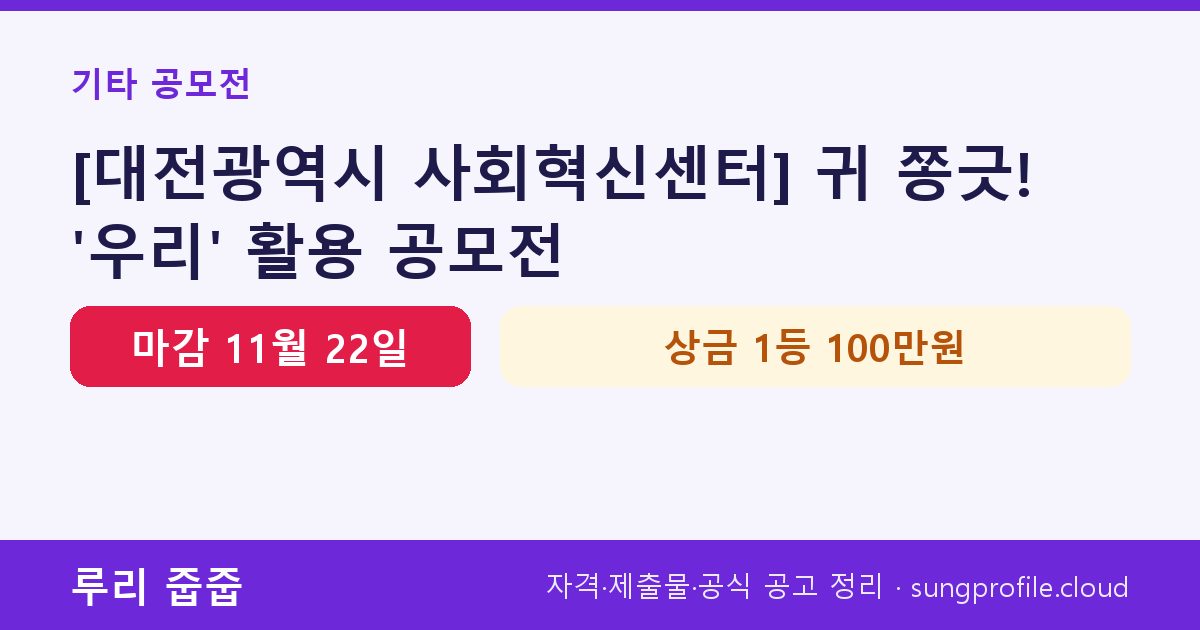 기타 공모전
[대전광역시 사회혁신센터] 귀 쫑긋!
'우리' 활용 공모전
마감 11월 22일
상금 1등 100만원
루리 줍줍
자격·제출물·공식 공고 정리 · sungprofile.cloud